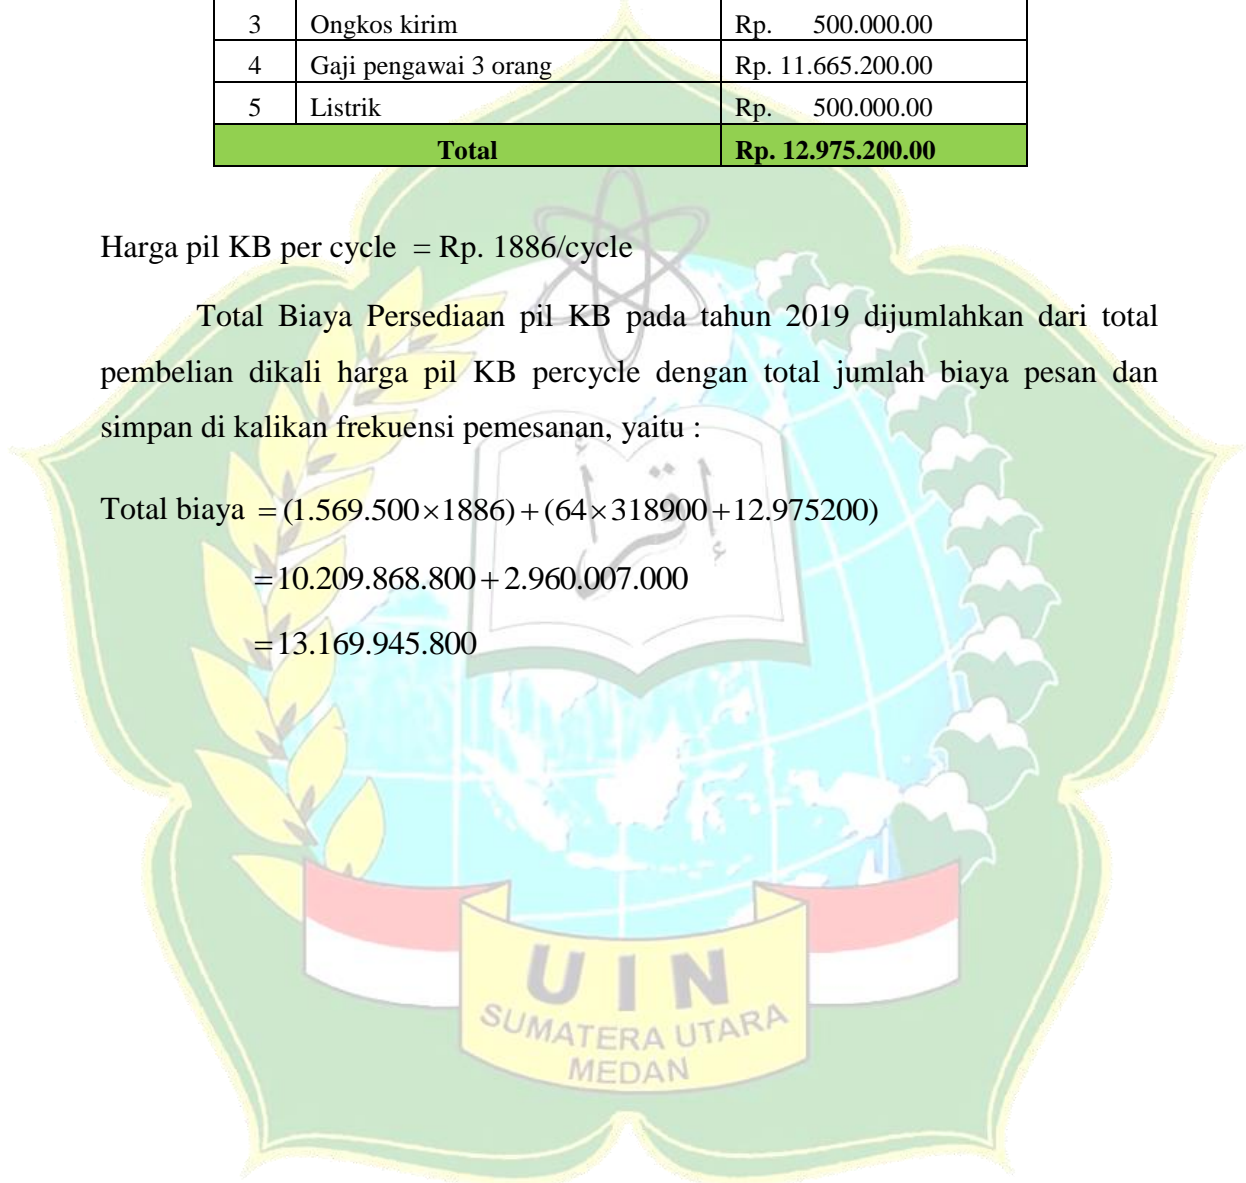 3 Ongkos kirim Rp. 500.000.00
4 Gaji pengawai 3 orang Rp. 11.665.200.00
5 Listrik Rp. 500.000.00
Total Rp. 12.975.200.00
Harga pil KB per cycle = Rp. 1886/cycle
Total Biaya Persediaan pil KB pada tahun 2019 dijumlahkan dari total
pembelian dikali harga pil KB percycle dengan total jumlah biaya pesan dan
simpan di kalikan frekuensi pemesanan, yaitu :
Total biaya = (1.569.500×1886) + (64×318900+12.975200)
= 10.209.868.800 + 2.960.007.000
= 13.169.945.800
إقرأ
UIN
SUMATERA UTARA
MEDAN